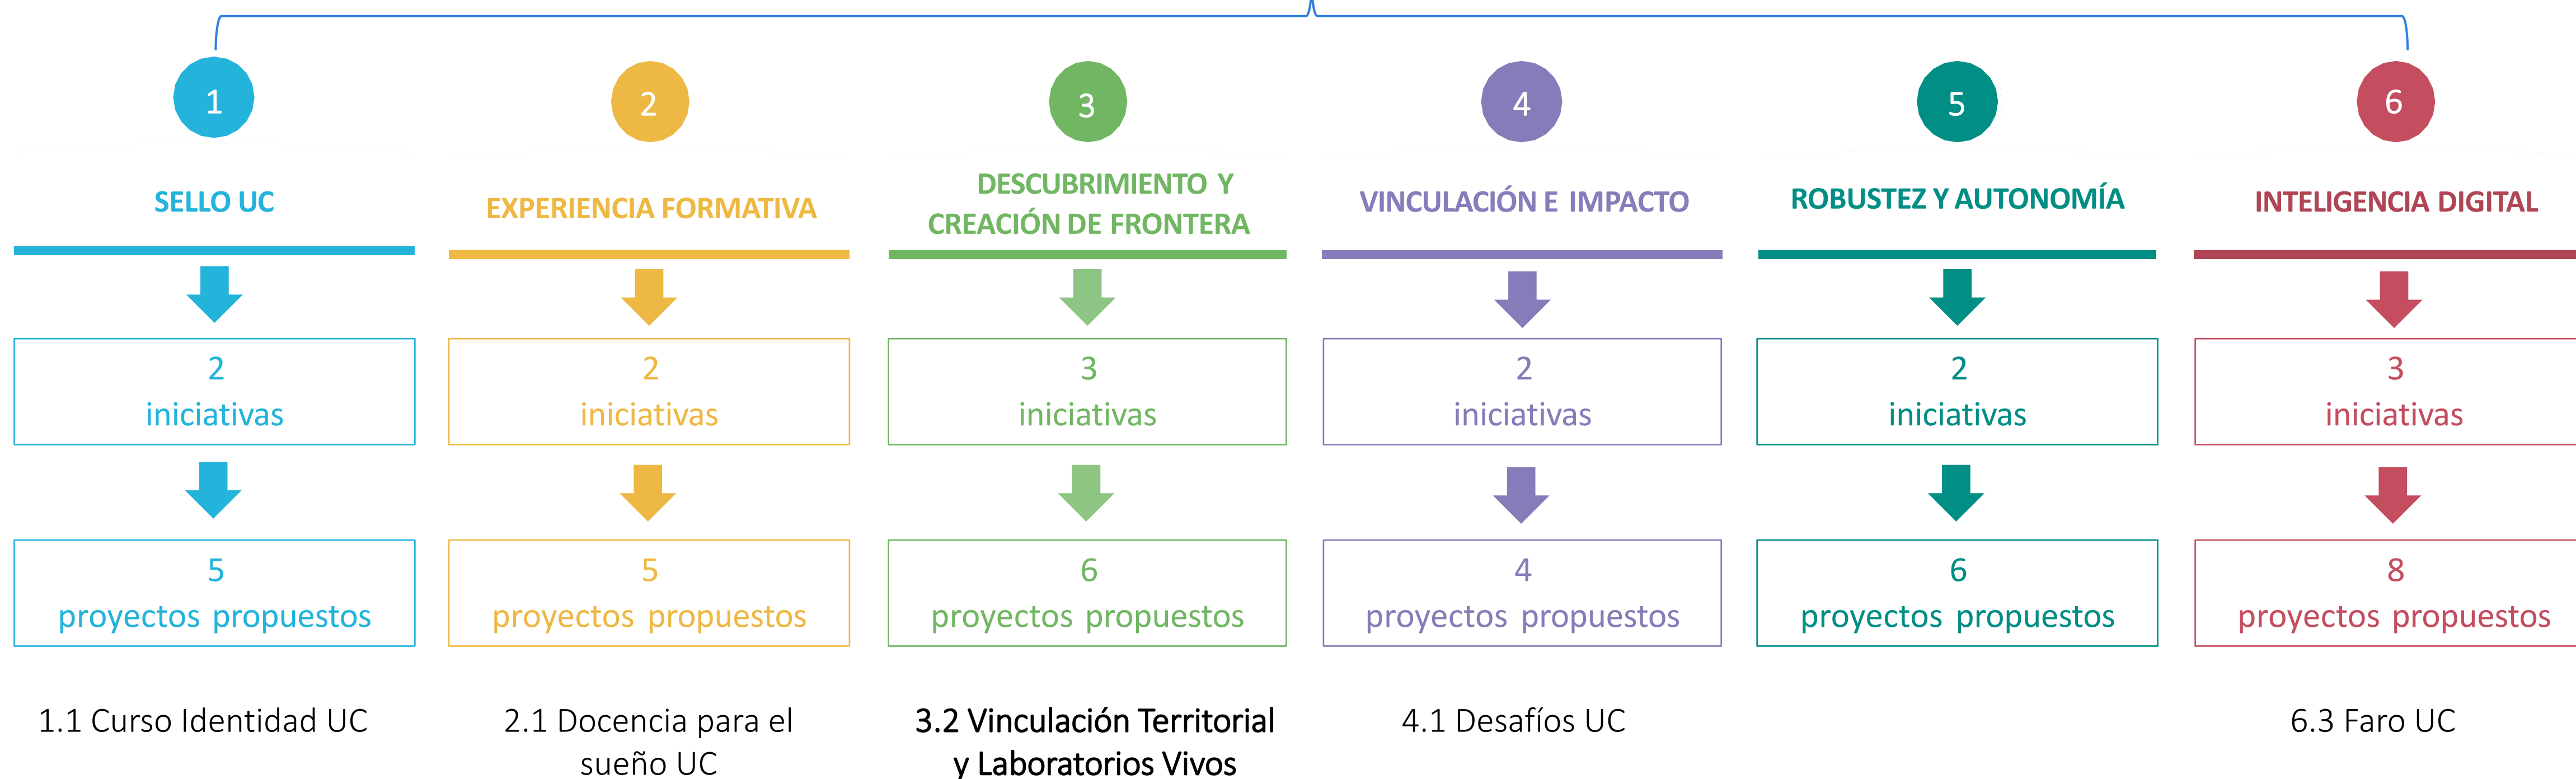 1
SELLO UC
2
iniciativas
5
proyectos propuestos
1.1 Curso Identidad UC
2
EXPERIENCIA FORMATIVA
2
iniciativas
5
proyectos propuestos
2.1 Docencia para el
sueño UC
3
DESCUBRIMIENTO Y
CREACIÓN DE FRONTERA
3
iniciativas
6
proyectos propuestos
3.2 Vinculación Territorial
y Laboratorios Vivos
4
VINCULACIÓN E IMPACTO
2
iniciativas
4
proyectos propuestos
4.1 Desafíos UC
5
ROBUSTEZ Y AUTONOMÍA
2
iniciativas
6
proyectos propuestos
6
INTELIGENCIA DIGITAL
3
iniciativas
8
proyectos propuestos
6.3 Faro UC